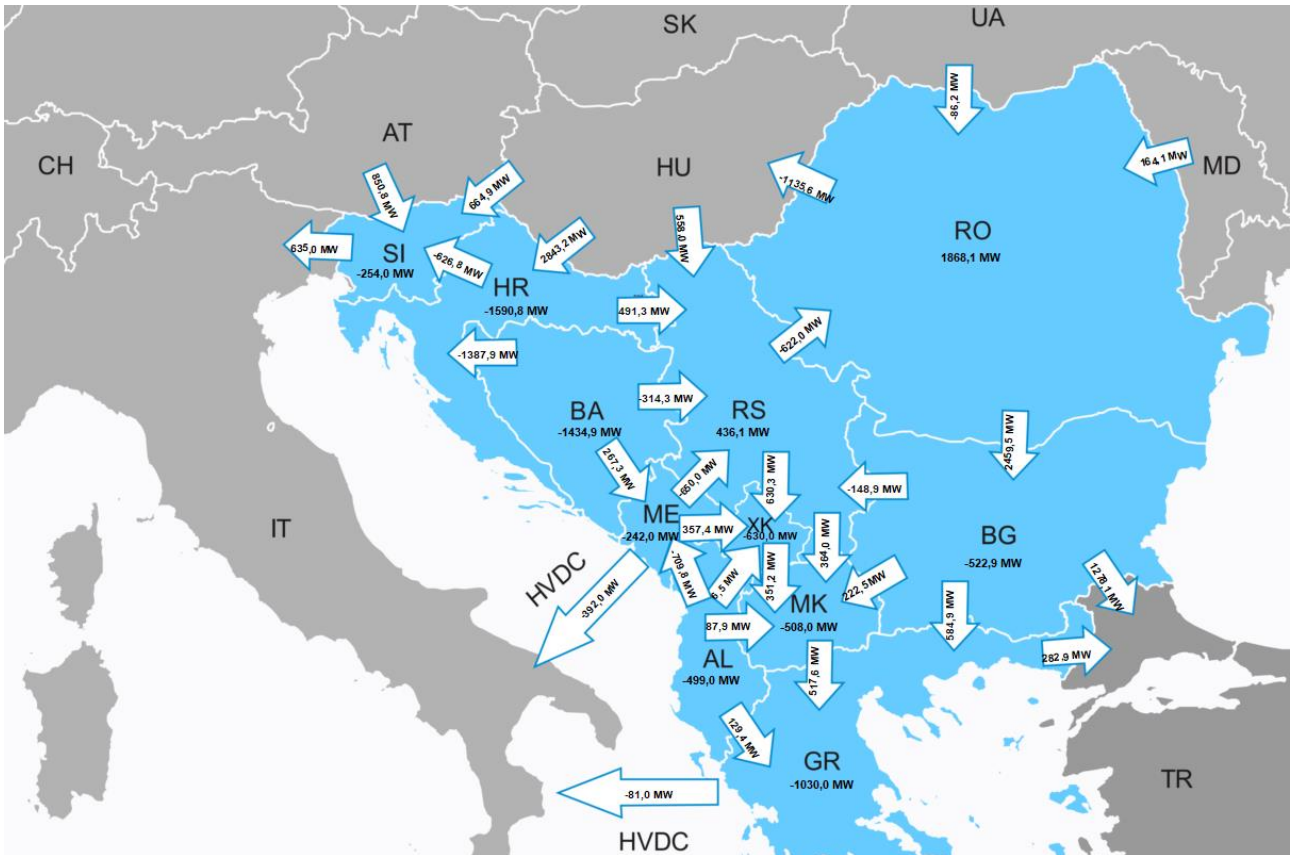 SK
UA
-86,2 MW
AT
CH
HU
MD
164,1 MW
-1135,6 MW
850,8 MW
664,9 MW
558,0 MW
2843,2 MW
RO
1868,1 MW
635,0 MW
SI
-254,0 MW
-626,8 MW
HR
-1590,8 MW
491,3 MW
-622,0 MW
-1387,9 MW
BA
-1434,9 MW
-314,3 MW
RS
436,1 MW
2459,5 MW
267,3 MW
-650,0 MW
630,3 MW
-148,9 MW
IT
ME
-242,0 MW
357,4 MW
XK
-630,0 MW
364,0 MW
BG
-522,9 MW
HVDC
-392,0 MW
-709,8 MW
6,5 MW
351,2 MW
222,5 MW
1278,1 MW
MK
-508,0 MW
584,9 MW
87,9 MW
AL
-499,0 MW
517,6 MW
282,9 MW
129,4 MW
GR
-1030,0 MW
TR
-81,0 MW
HVDC